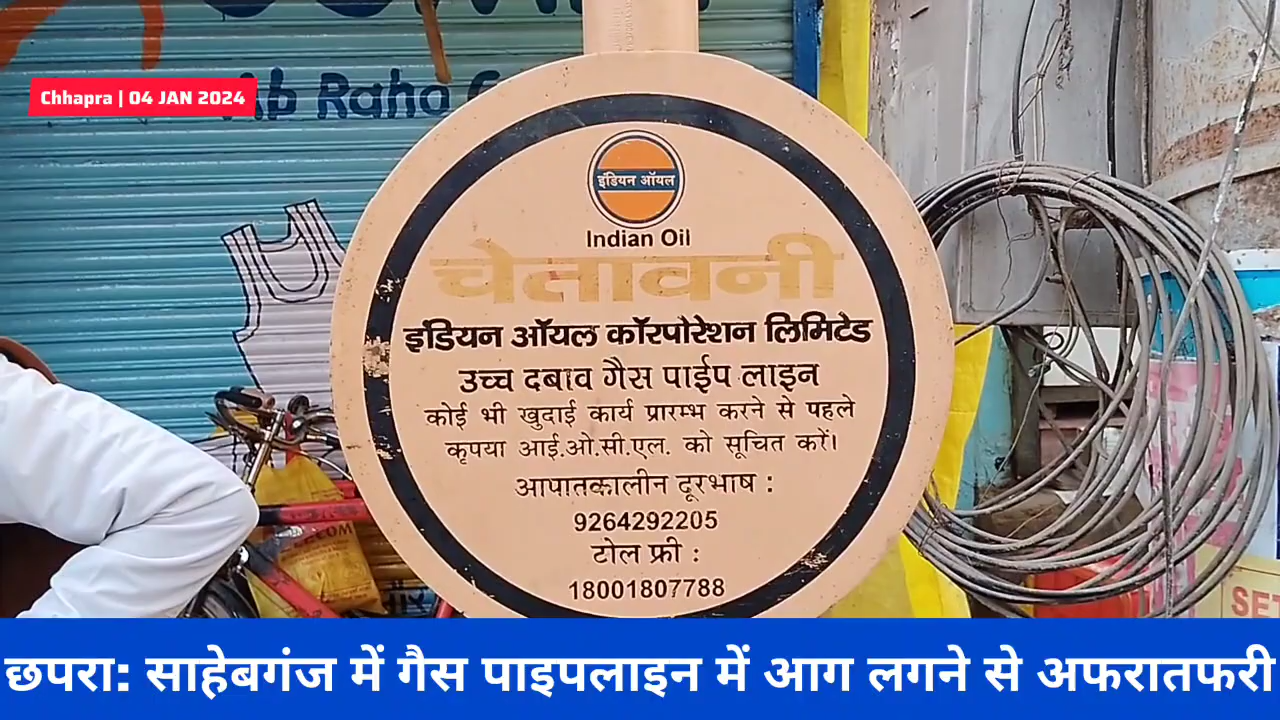 Ab Raha
Chhapra | 04 JAN 2024
इंडियन ऑयल
Indian Oil
चेतावनी
इंडियन ऑयल कॉरपोरेशन लिमिटेड
उच्च दबाव गैस पाईप लाइन
कोई भी खुदाई कार्य प्रारम्भ करने से पहले
कृपया आई.ओ.सी.एल. को सूचित करें।
आपातकालीन दूरभाष :
9264292205
टोल फ्री :
18001807788
SET
छपरा: साहेबगंज में गैस पाइपलाइन में आग लगने से अफरातफरी